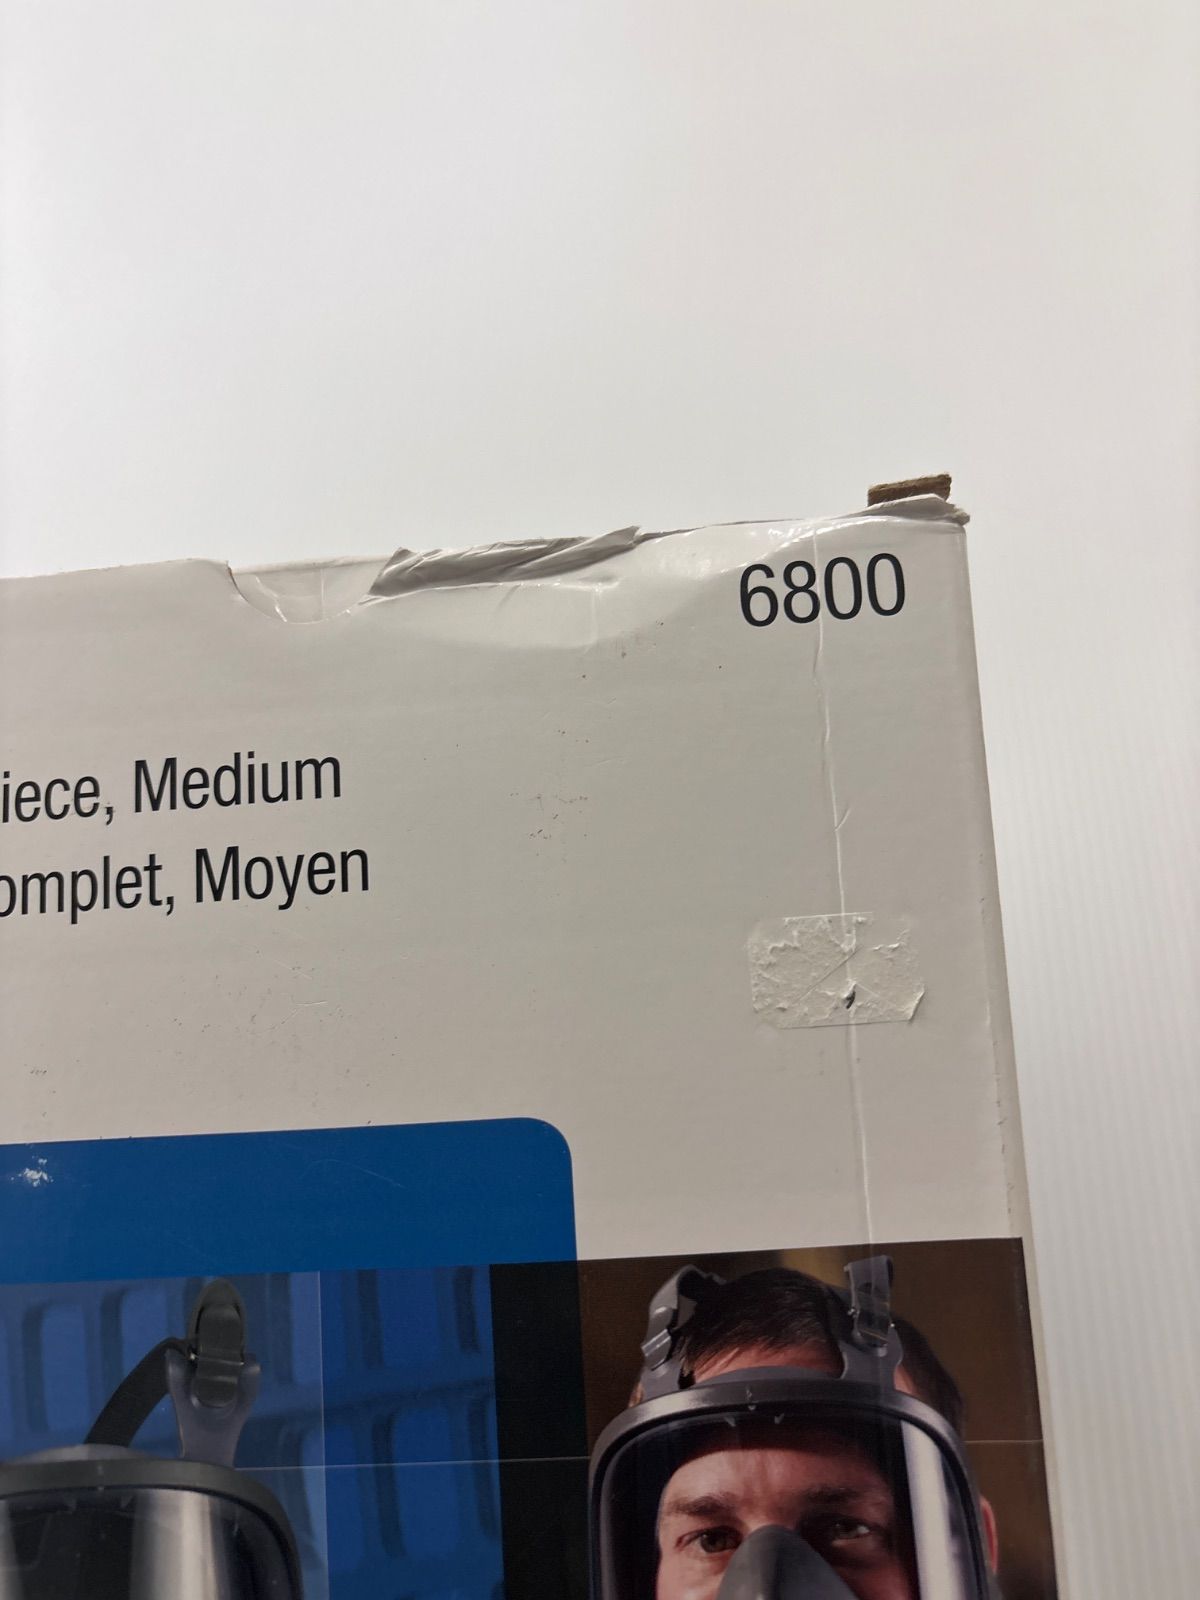 6800
iece, Medium
omplet, Moyen